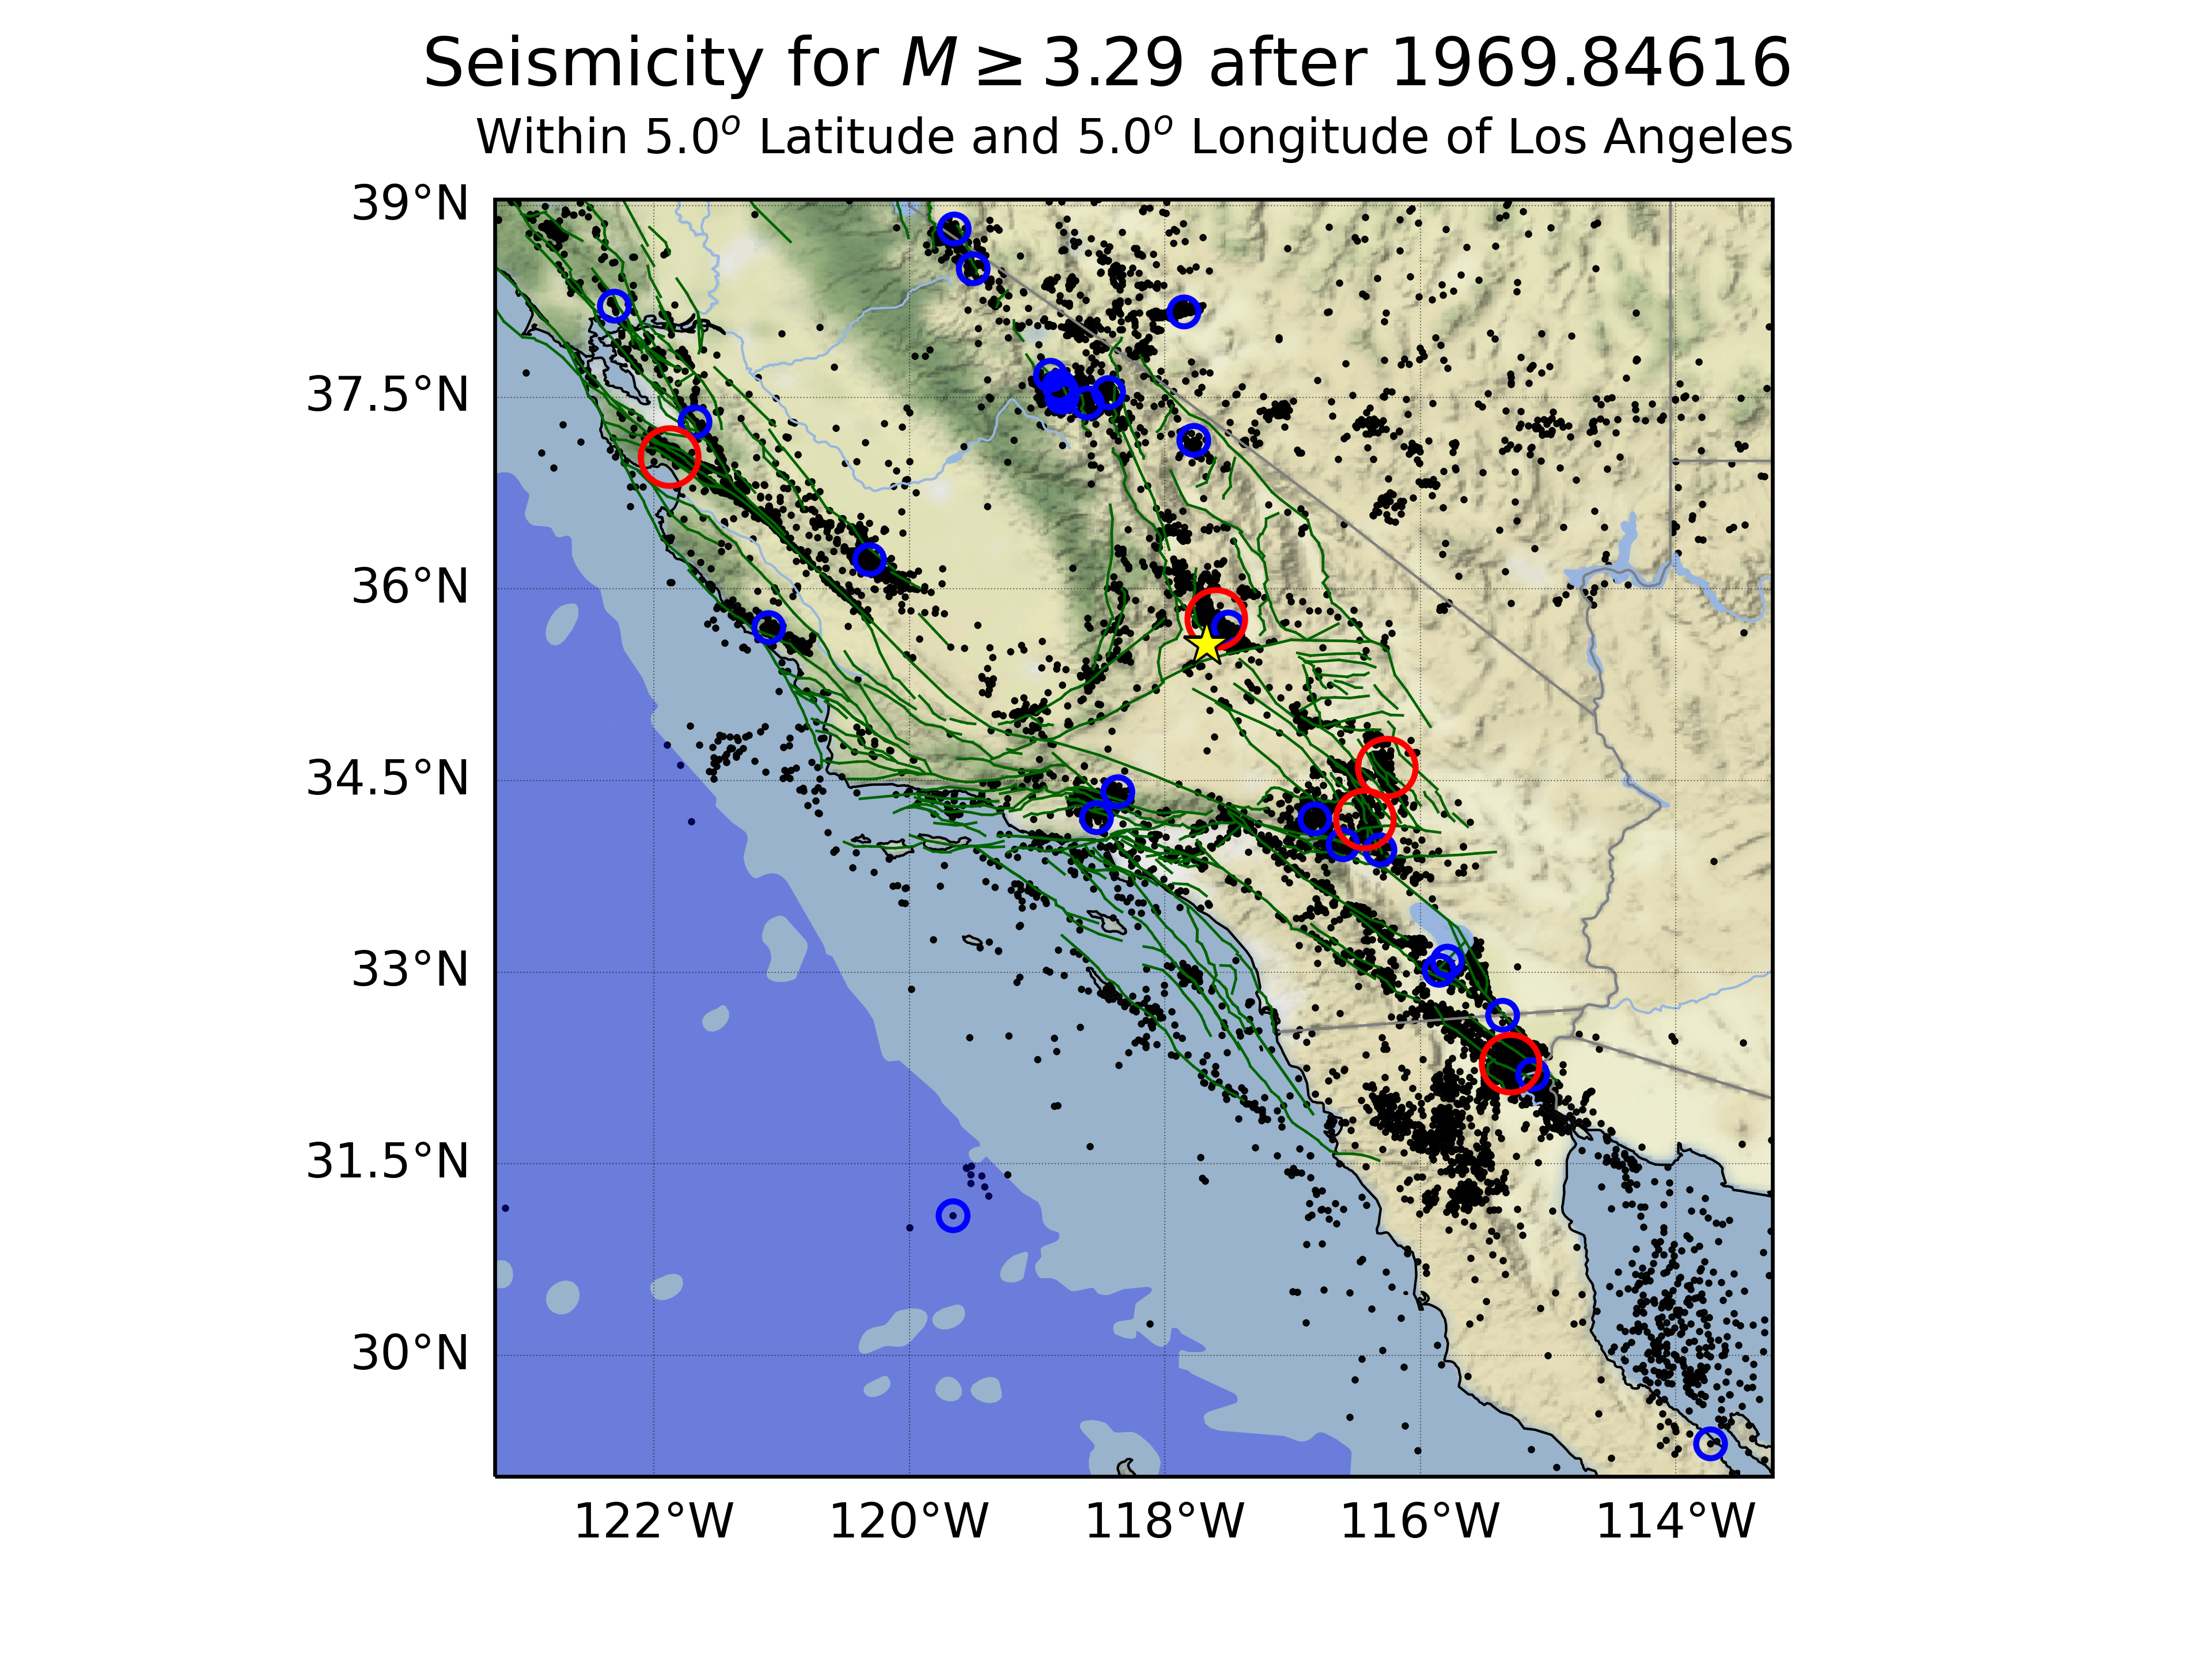 Seismicity for M ≥ 3.29 after 1969.84616
Within 5.0° Latitude and 5.0° Longitude of Los Angeles
39°N
37.5°N
36°N
34.5°N
33°N
31.5°N
30°N
122°W 120°W 118°W 116°W 114°W